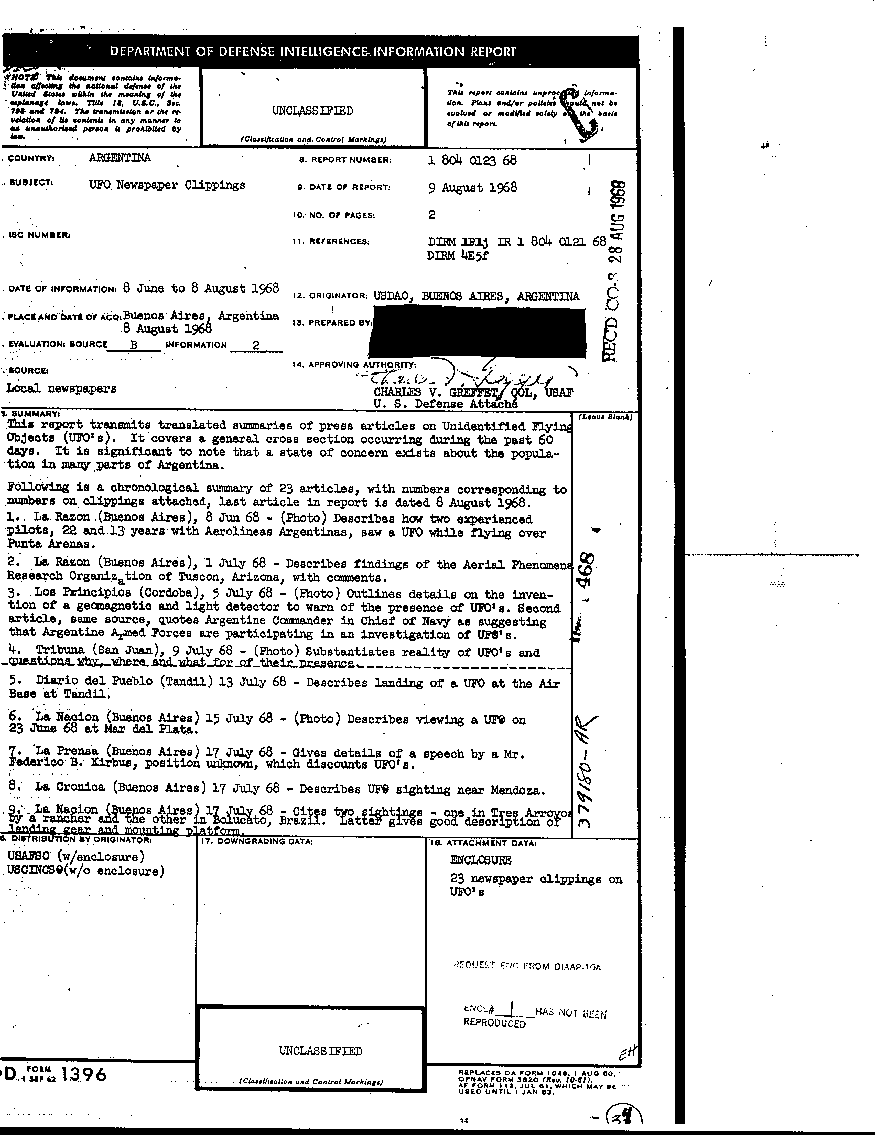 DEPARTMENT OF DEFENSE INTELLIGENCE INFORMATION REPORT
NOTE: This document contains informa-
tion affecting the national defense of the
United States within the meaning of the
espionage laws, Title 18, U.S.C., Sec.
793 and 794. The transmission or the re-
velation of its contents in any manner to
an unauthorized person is prohibited by
law.
UNCLASSIFIED
(Classification and Control Markings)
This report contains unprocessed informa-
tion. Plans and/or policies should not be
evolved or modified solely on the basis
of this report.
COUNTRY: ARGENTINA
SUBJECT: UFO Newspaper Clippings
ISC NUMBER:
DATE OF INFORMATION: 8 June to 8 August 1968
PLACE AND DATE OF ACQ: Buenos Aires, Argentina
8 August 1968
EVALUATION: SOURCE B INFORMATION 2
SOURCE:
Local newspapers
8. REPORT NUMBER: 1 804 0123 68
9. DATE OF REPORT: 9 August 1968
10. NO. OF PAGES: 2
11. REFERENCES: DIRM 1E1j IR 1 804 0121 68
DIRM 4E5f
12. ORIGINATOR: USDAO, BUENOS AIRES, ARGENTINA
13. PREPARED BY:
14. APPROVING AUTHORITY:
CHARLES V. GREFFET, COL, USAF
U. S. Defense Attaché
REC'D CO-3 28 AUG 1968
SUMMARY:
(Leave Blank)
This report transmits translated summaries of press articles on Unidentified Flying
Objects (UFO's). It covers a general cross section occurring during the past 60
days. It is significant to note that a state of concern exists about the popula-
tion in many parts of Argentina.
Following is a chronological summary of 23 articles, with numbers corresponding to
numbers on clippings attached, last article in report is dated 8 August 1968.
1. La Razon (Buenos Aires), 8 Jun 68 - (Photo) Describes how two experienced
pilots, 22 and 13 years with Aerolineas Argentinas, saw a UFO while flying over
Punta Arenas.
2. La Razon (Buenos Aires), 1 July 68 - Describes findings of the Aerial Phenomena
Research Organization of Tuscon, Arizona, with comments.
3. Los Principios (Cordoba), 5 July 68 - (Photo) Outlines details on the inven-
tion of a geomagnetic and light detector to warn of the presence of UFO's. Second
article, same source, quotes Argentine Commander in Chief of Navy as suggesting
that Argentine Armed Forces are participating in an investigation of UFO's.
4. Tribuna (San Juan), 9 July 68 - (Photo) Substantiates reality of UFO's and
questions why, where and what for of their presence.
5. Diario del Pueblo (Tandil) 13 July 68 - Describes landing of a UFO at the Air
Base at Tandil.
6. La Nacion (Buenos Aires) 15 July 68 - (Photo) Describes viewing a UFO on
23 June 68 at Mar del Plata.
7. La Prensa (Buenos Aires) 17 July 68 - Gives details of a speech by a Mr.
Federico B. Kirbus, position unknown, which discounts UFO's.
8. La Cronica (Buenos Aires) 17 July 68 - Describes UFO sighting near Mendoza.
9. La Nacion (Buenos Aires) 17 July 68 - Cites two sightings - one in Tres Arroyos
by a rancher and the other in Bolucato, Brazil. Latter gives good description of
landing gear and mounting platform.
468
379180-AR
DISTRIBUTION BY ORIGINATOR:
USAFSO (w/enclosure)
USCINCSO(w/o enclosure)
17. DOWNGRADING DATA:
18. ATTACHMENT DATA:
ENCLOSURE
23 newspaper clippings on
UFO's
REQUEST ENC FROM DIAAP-10A
ENCL# 1 HAS NOT BEEN
REPRODUCED
EH
UNCLASSIFIED
(Classification and Control Markings)
D FORM 1 SEP 62 1396
REPLACES DA FORM 1048, 1 AUG 60,
OPNAV FORM 3820 (Rev. 10-61),
AF FORM 112, JUL 61, WHICH MAY BE
USED UNTIL 1 JAN 63.
14